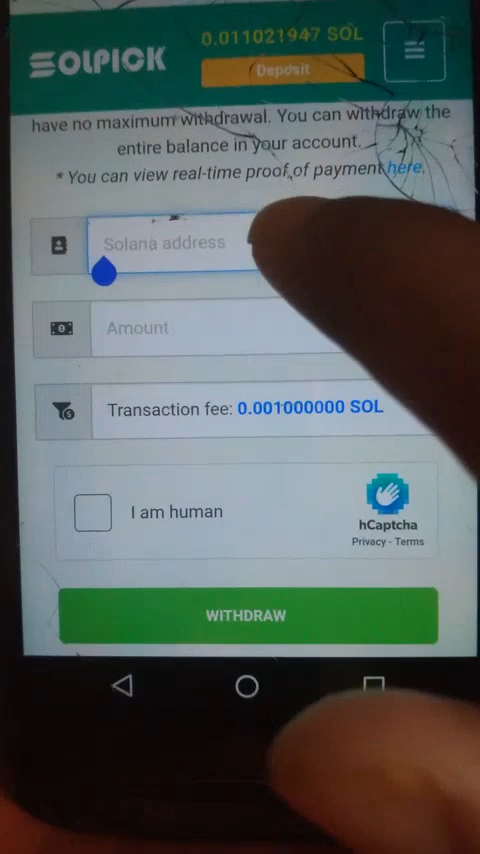 SOLPICK
0.011021947 SOL
Deposit
have no maximum withdrawal. You can withdraw the
entire balance in your account.
* You can view real-time proof of payment here.
Solana address
Amount
Transaction fee: 0.001000000 SOL
I am human
hCaptcha
Privacy - Terms
WITHDRAW